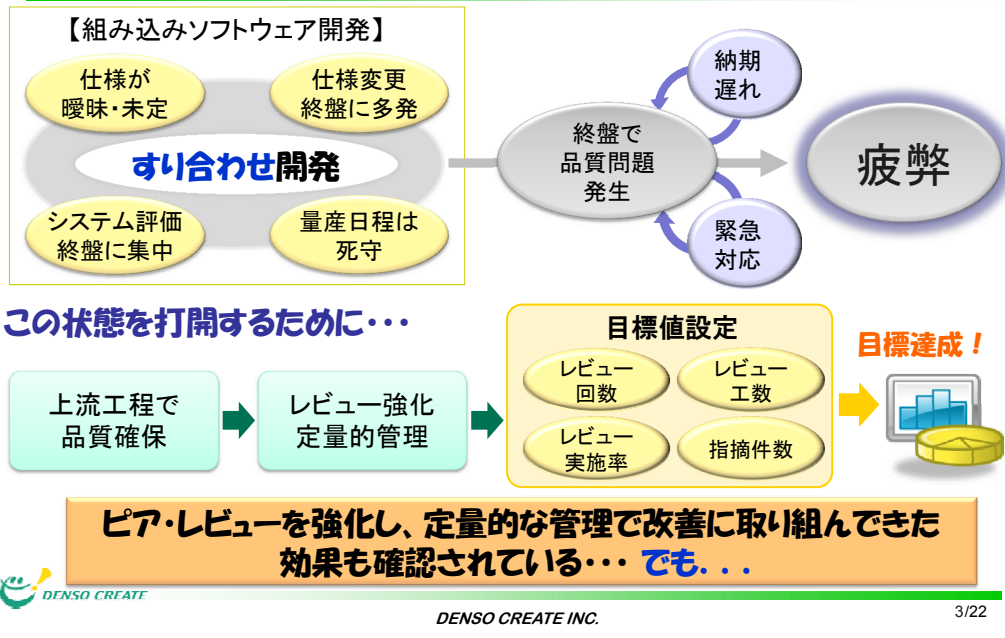 【組み込みソフトウェア開発】
仕様が
曖昧・未定
仕様変更
終盤に多発
すり合わせ開発
システム評価
終盤に集中
量産日程は
死守
終盤で
品質問題
発生
納期
遅れ
緊急
対応
疲弊
この状態を打開するために・・・
上流工程で
品質確保
レビュー強化
定量的管理
目標値設定
レビュー
回数
レビュー
工数
レビュー
実施率
指摘件数
目標達成！
ピア・レビューを強化し、定量的な管理で改善に取り組んできた
効果も確認されている・・・ でも．．．
DENSO CREATE
DENSO CREATE INC.
3/22